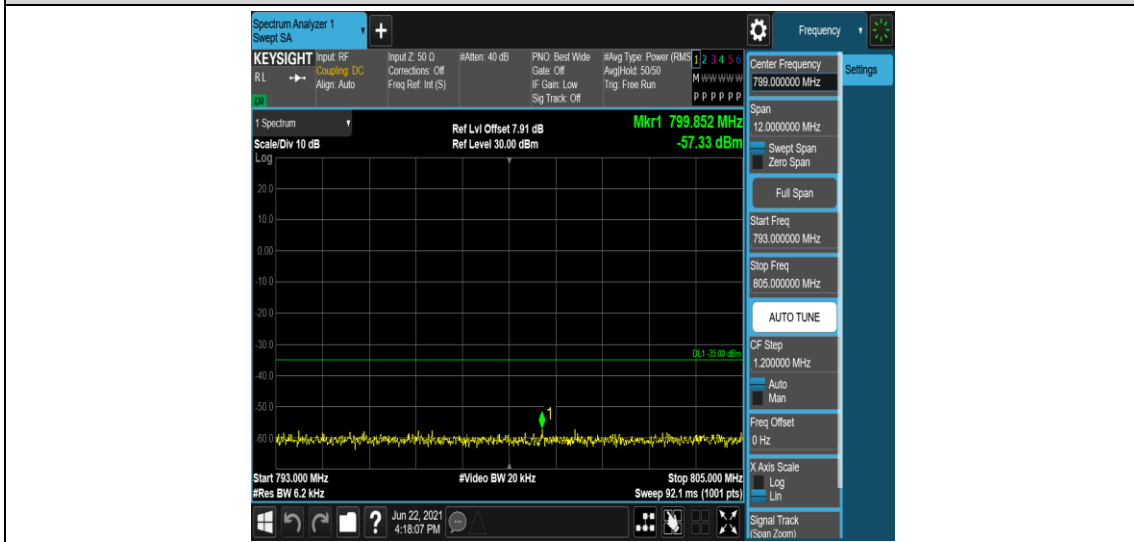 Spectrum Analyzer 1
Swept SA
+
Frequency
KEYSIGHT
RL
LXI
Input: RF
Coupling: DC
Align: Auto
Input Z: 50 Ω
Corrections: Off
Freq Ref: Int (S)
#Atten: 40 dB
PNO: Best Wide
Gate: Off
IF Gain: Low
Sig Track: Off
#Avg Type: Power (RMS
Avg|Hold: 50/50
Trig: Free Run
1 2 3 4 5 6
M W W W W W
P P P P P P
1 Spectrum
Scale/Div 10 dB
Log
Ref Lvl Offset 7.91 dB
Ref Level 30.00 dBm
Mkr1 799.852 MHz
-57.33 dBm
20.0
10.0
0.00
-10.0
-20.0
-30.0
DL1 -35.00 dBm
-40.0
-50.0
1
-60.0
Start 793.000 MHz
#Res BW 6.2 kHz
#Video BW 20 kHz
Stop 805.000 MHz
Sweep 92.1 ms (1001 pts)
Jun 22, 2021
4:18:07 PM
?
Center Frequency
799.000000 MHz
Settings
Span
12.0000000 MHz
Swept Span
Zero Span
Full Span
Start Freq
793.000000 MHz
Stop Freq
805.000000 MHz
AUTO TUNE
CF Step
1.200000 MHz
Auto
Man
Freq Offset
0 Hz
X Axis Scale
Log
Lin
Signal Track
(Span Zoom)